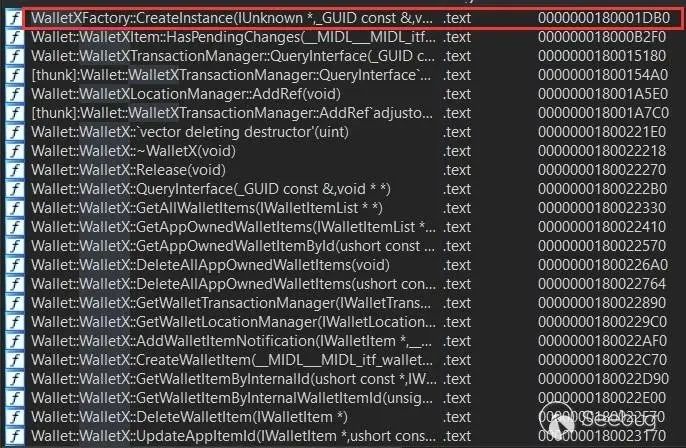 f WalletXFactory::CreateInstance(IUnknown *,_GUID const &,v... .text 0000000180001DB0
f Wallet::WalletXItem::HasPendingChanges(__MIDL___MIDL_itf... .text 000000018000B2F0
f Wallet::WalletXTransactionManager::QueryInterface(_GUID c... .text 0000000180015180
f [thunk]:Wallet::WalletXTransactionManager::QueryInterface`... .text 00000001800154A0
f Wallet::WalletXLocationManager::AddRef(void) .text 000000018001A5E0
f [thunk]:Wallet::WalletXTransactionManager::AddRef`adjusto... .text 000000018001A7C0
f Wallet::WalletX::`vector deleting destructor'(uint) .text 00000001800221E0
f Wallet::WalletX::~WalletX(void) .text 0000000180022218
f Wallet::WalletX::Release(void) .text 0000000180022270
f Wallet::WalletX::QueryInterface(_GUID const &,void * *) .text 00000001800222B0
f Wallet::WalletX::GetAllWalletItems(IWalletItemList * *) .text 0000000180022330
f Wallet::WalletX::GetAppOwnedWalletItems(IWalletItemList *... .text 0000000180022410
f Wallet::WalletX::GetAppOwnedWalletItemById(ushort const ... .text 0000000180022570
f Wallet::WalletX::DeleteAllAppOwnedWalletItems(void) .text 00000001800226A0
f Wallet::WalletX::DeleteAllAppOwnedWalletItems(ushort con... .text 0000000180022764
f Wallet::WalletX::GetWalletTransactionManager(IWalletTrans... .text 0000000180022890
f Wallet::WalletX::GetWalletLocationManager(IWalletLocation... .text 00000001800229C0
f Wallet::WalletX::AddWalletItemNotification(IWalletItem *,__... .text 0000000180022AF0
f Wallet::WalletX::CreateWalletItem(__MIDL___MIDL_itf_wallet... .text 0000000180022C70
f Wallet::WalletX::GetWalletItemByInternalId(ushort const *,IW... .text 0000000180022D90
f Wallet::WalletX::GetWalletItemByInternalWalletItemId(unsig... .text 0000000180022E00
f Wallet::WalletX::DeleteWalletItem(IWalletItem *) .text 0000000180022F70
f Wallet::WalletX::UpdateAppItemId(IWalletItem *,ushort cons... .text 0000000180023170
Seebug